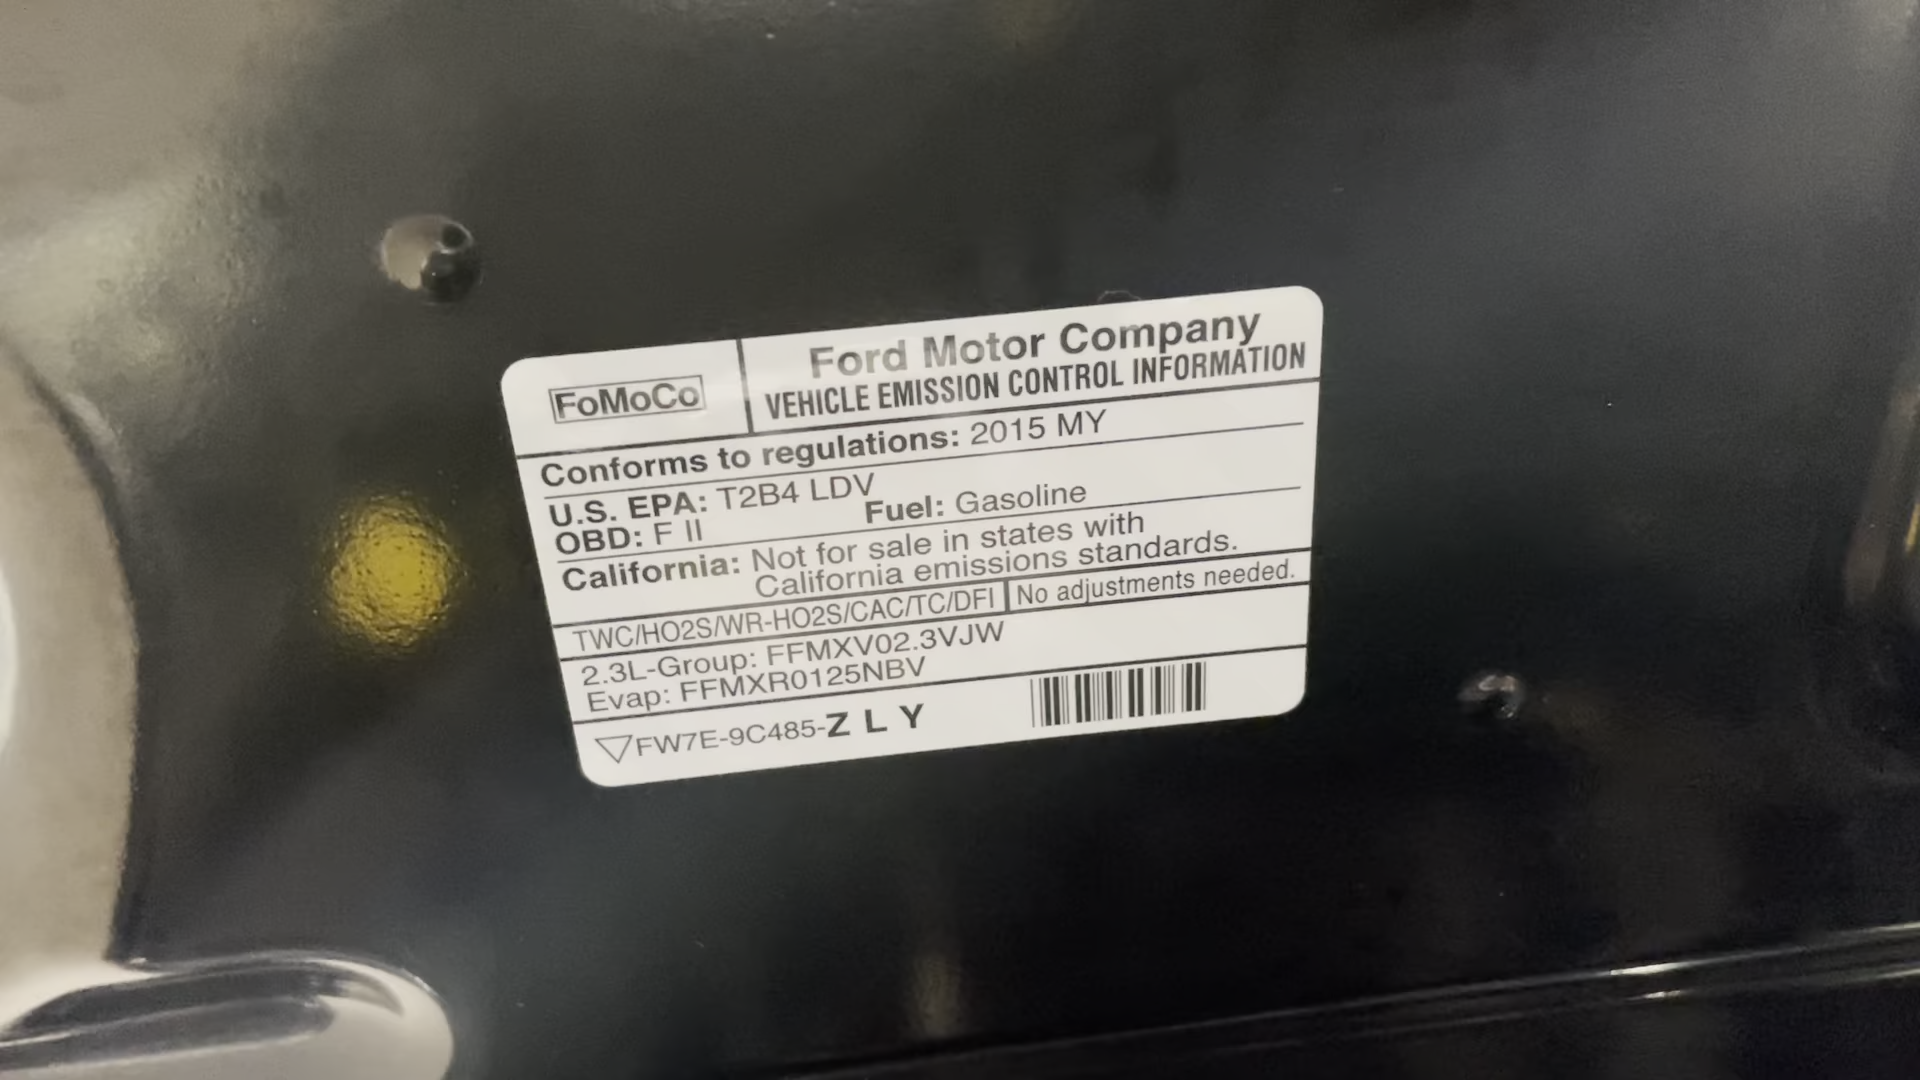 FoMoCo
Ford Motor Company
VEHICLE EMISSION CONTROL INFORMATION
Conforms to regulations: 2015 MY
U.S. EPA: T2B4 LDV
OBD: F II Fuel: Gasoline
California: Not for sale in states with
California emissions standards.
TWC/HO2S/WR-HO2S/CAC/TC/DFI No adjustments needed.
2.3L-Group: FFMXV02.3VJW
Evap: FFMXR0125NBV
FW7E-9C485-Z L Y